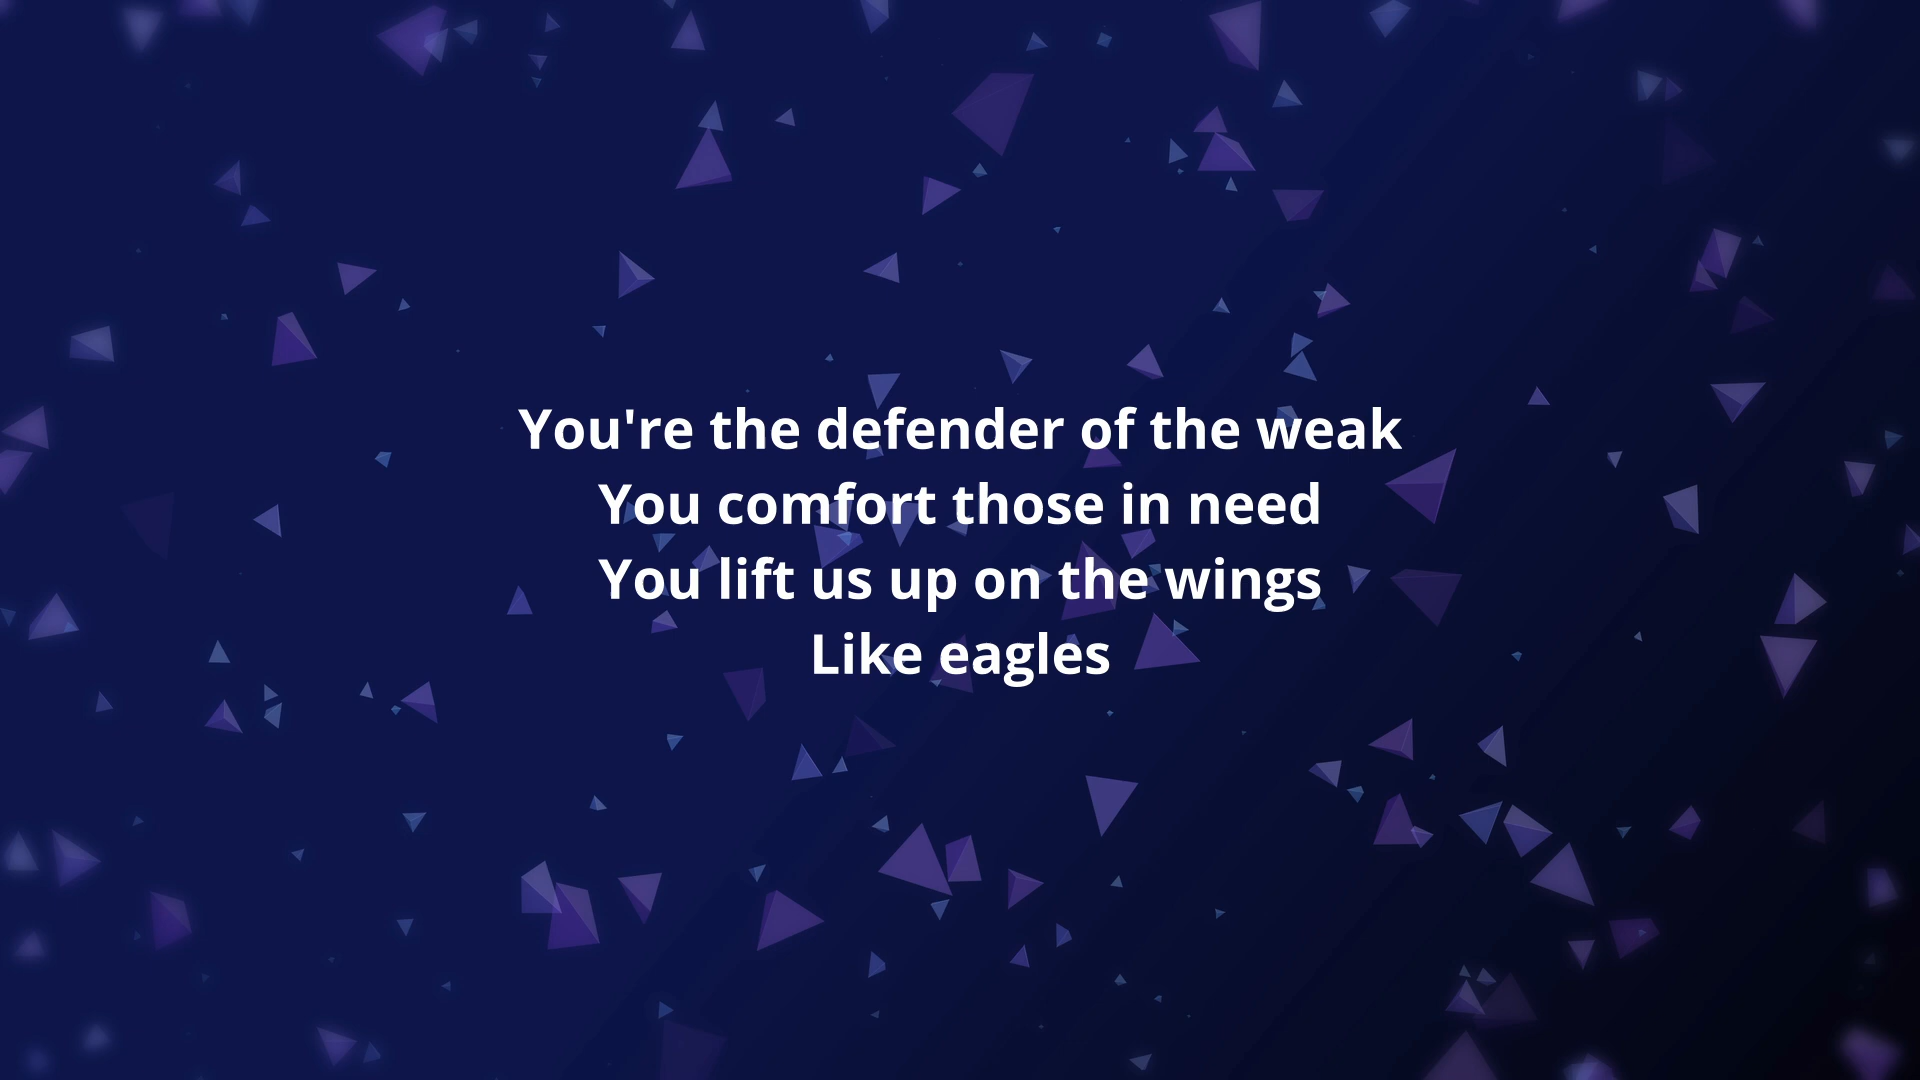 You're the defender of the weak
You comfort those in need
You lift us up on the wings
Like eagles